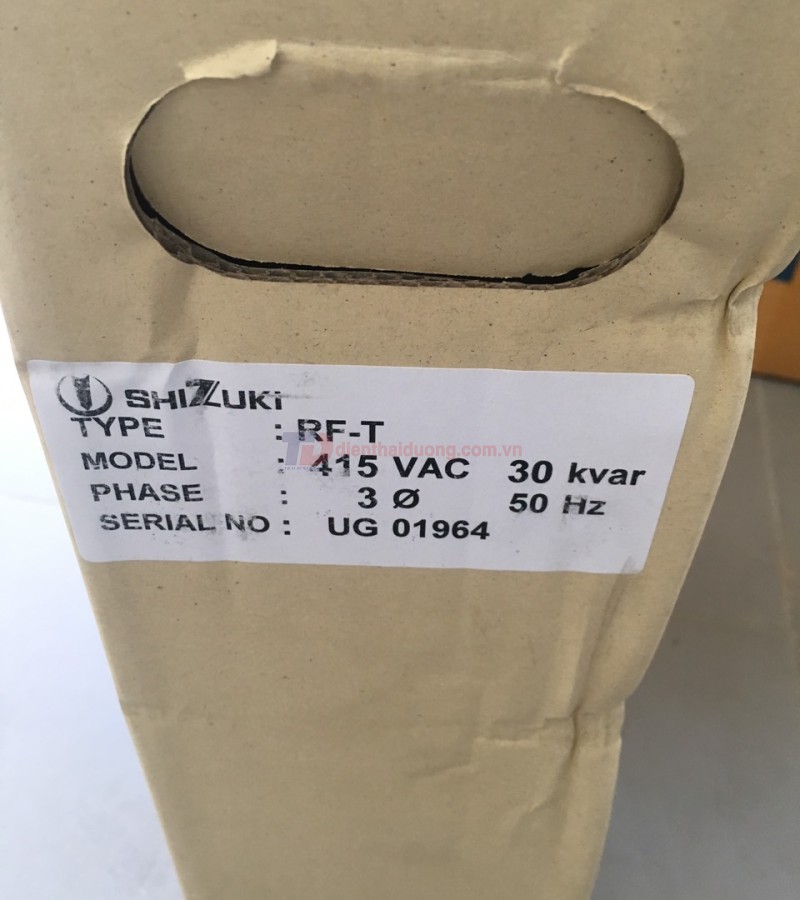 SHIZUKI
TYPE : RF-T
dienthaiduong.com.vn
MODEL : 415 VAC 30 kvar
PHASE : 3 Ø 50 Hz
SERIAL NO : UG 01964